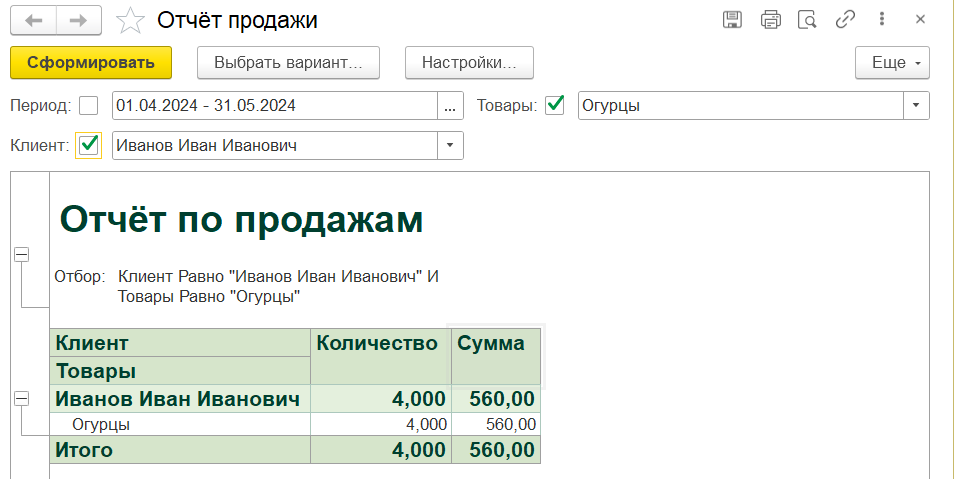 Отчёт продажи
Сформировать Выбрать вариант... Настройки... Еще
Период: 01.04.2024 - 31.05.2024 ... Товары: Огурцы
Клиент: Иванов Иван Иванович
Отчёт по продажам
Отбор: Клиент Равно "Иванов Иван Иванович" И
Товары Равно "Огурцы"
Клиент Количество Сумма
Товары
Иванов Иван Иванович 4,000 560,00
Огурцы 4,000 560,00
Итого 4,000 560,00